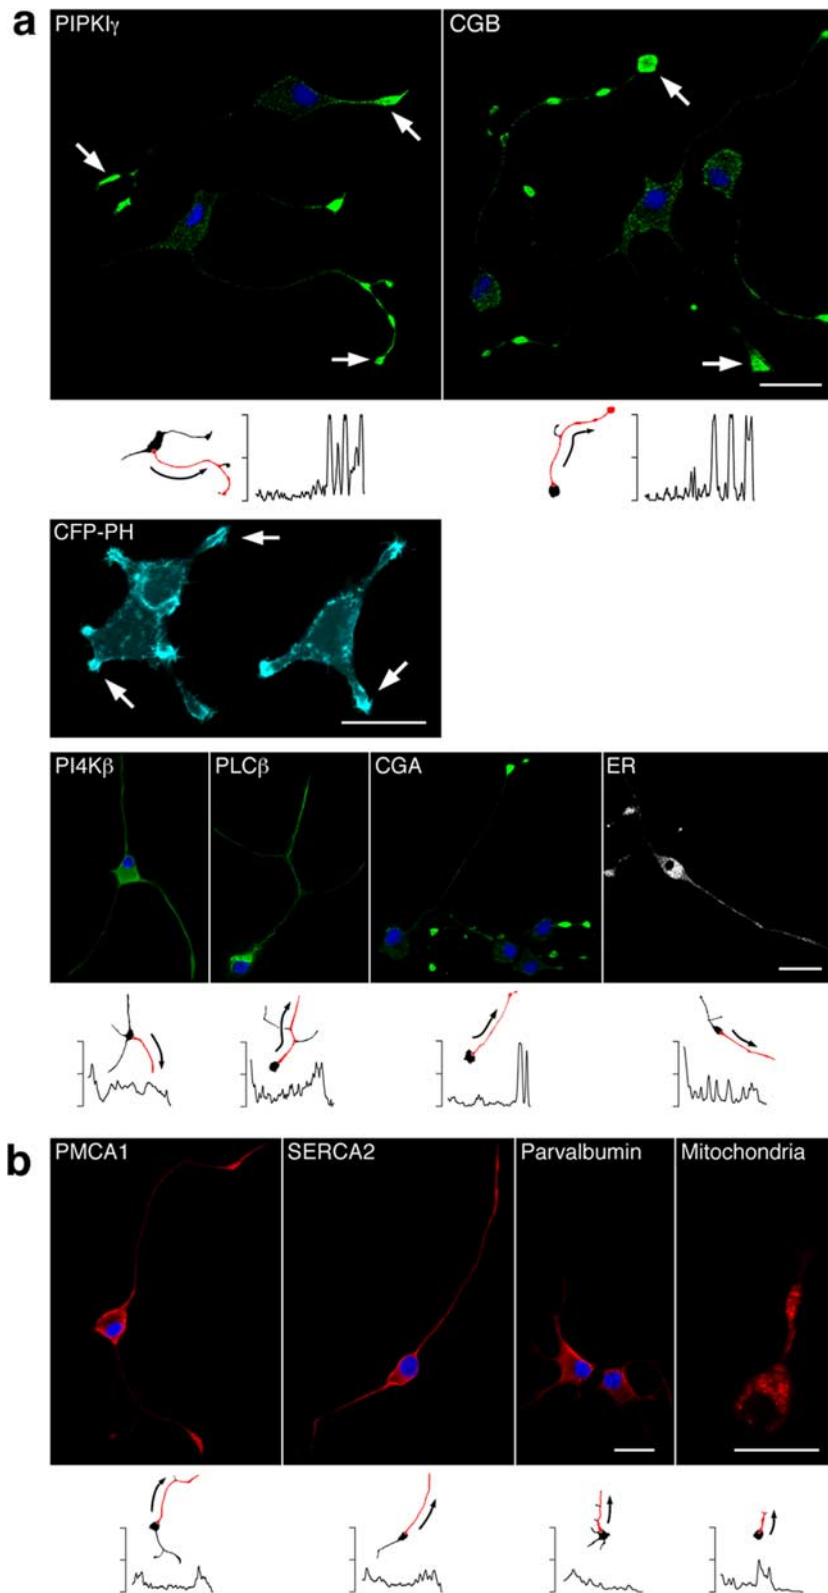 a
PIPKIγ
CGB
CFP-PH
PI4Kβ
PLCβ
CGA
ER
b
PMCA1
SERCA2
Parvalbumin
Mitochondria